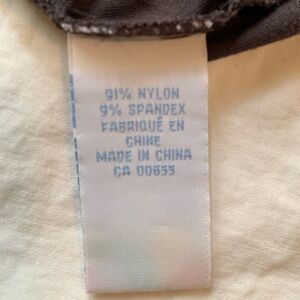 91% NYLON
9% SPANDEX
FABRIQUÉ EN
CHINE
MADE IN CHINA
CA 00655